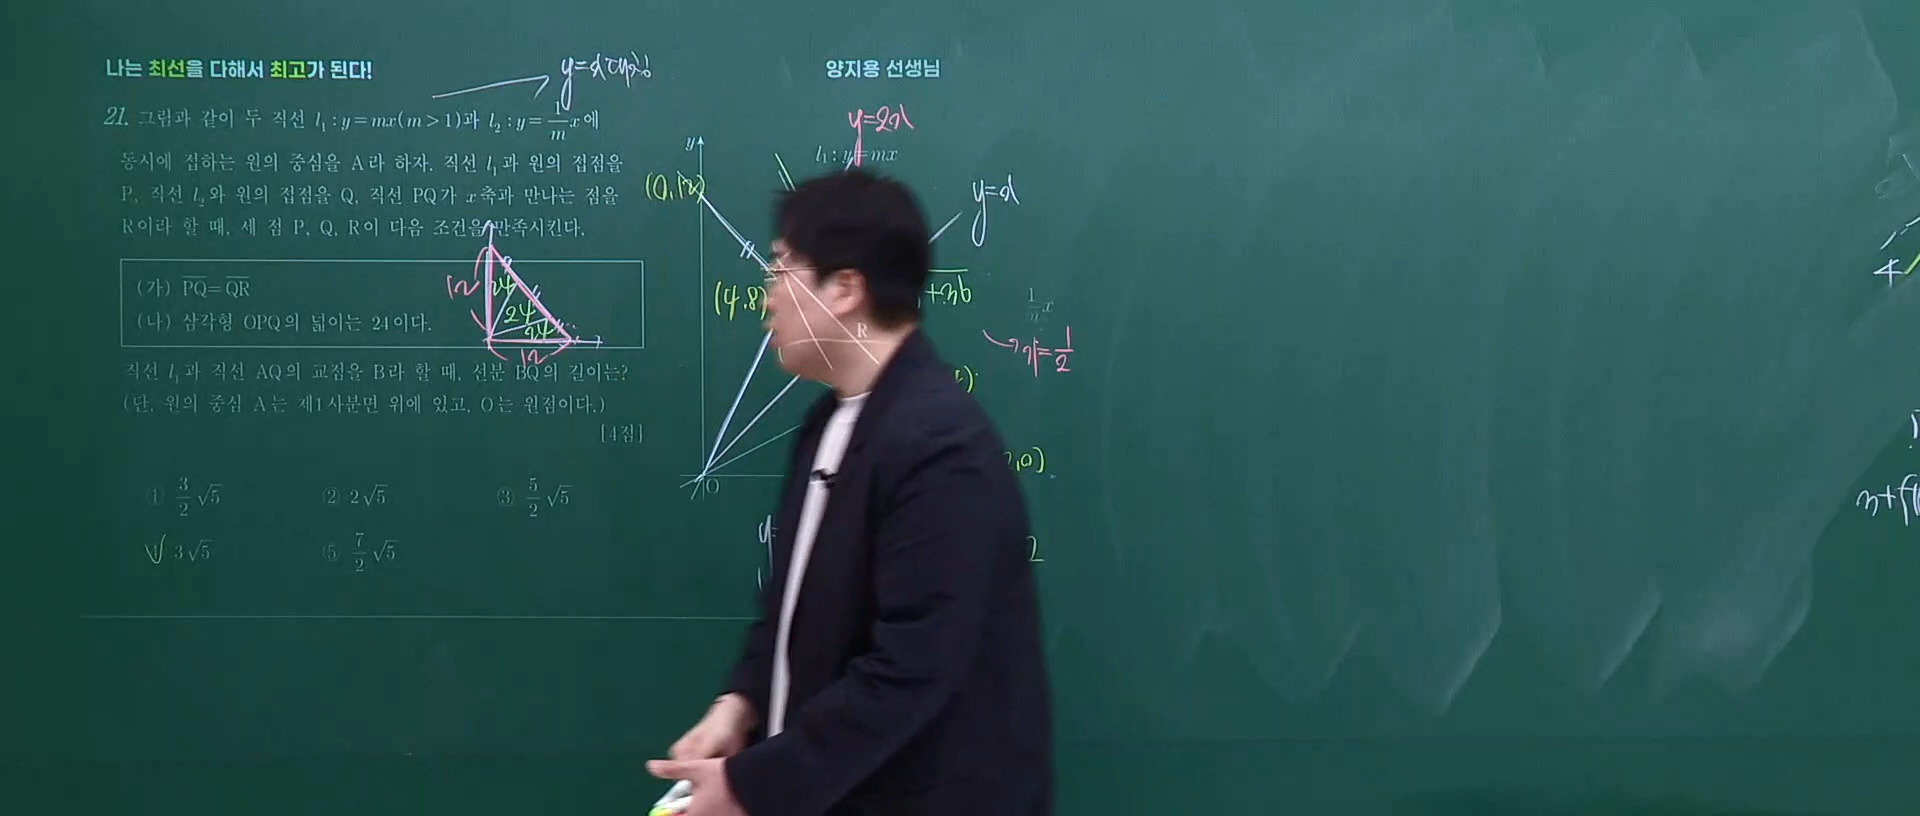 나는 최선을 다해서 최고가 된다!
y=x대칭!
양지용 선생님
21. 그림과 같이 두 직선 l₁ : y=mx(m>1)과 l₂ : y=1/m x에
동시에 접하는 원의 중심을 A라 하자. 직선 l₁과 원의 접점을
P, 직선 l₂와 원의 접점을 Q, 직선 PQ가 x축과 만나는 점을
R이라 할 때, 세 점 P, Q, R이 다음 조건을 만족시킨다.
(가) PQ=QR
(나) 삼각형 OPQ의 넓이는 24이다.
12
24
24
24
12
직선 l₁과 직선 AQ의 교점을 B라 할 때, 선분 BQ의 길이는?
(단, 원의 중심 A는 제1사분면 위에 있고, O는 원점이다.)
[4점]
① 3/2 √5
② 2√5
③ 5/2 √5
④ 3√5
⑤ 7/2 √5
y=2x
l₁ : y=mx
y
(0,12)
y=x
(4,8)
+36
R
x=1/2
,0)
O
y=
2
4